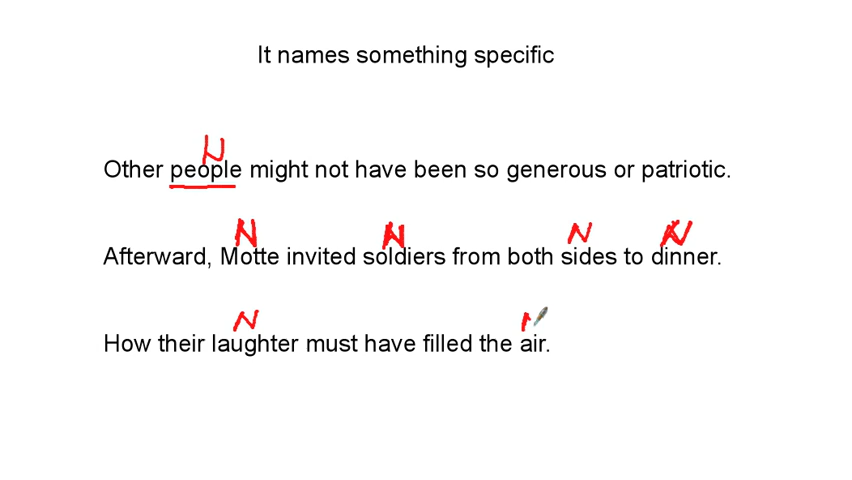 It names something specific
N
Other people might not have been so generous or patriotic.
N N N N
Afterward, Motte invited soldiers from both sides to dinner.
N
How their laughter must have filled the air.